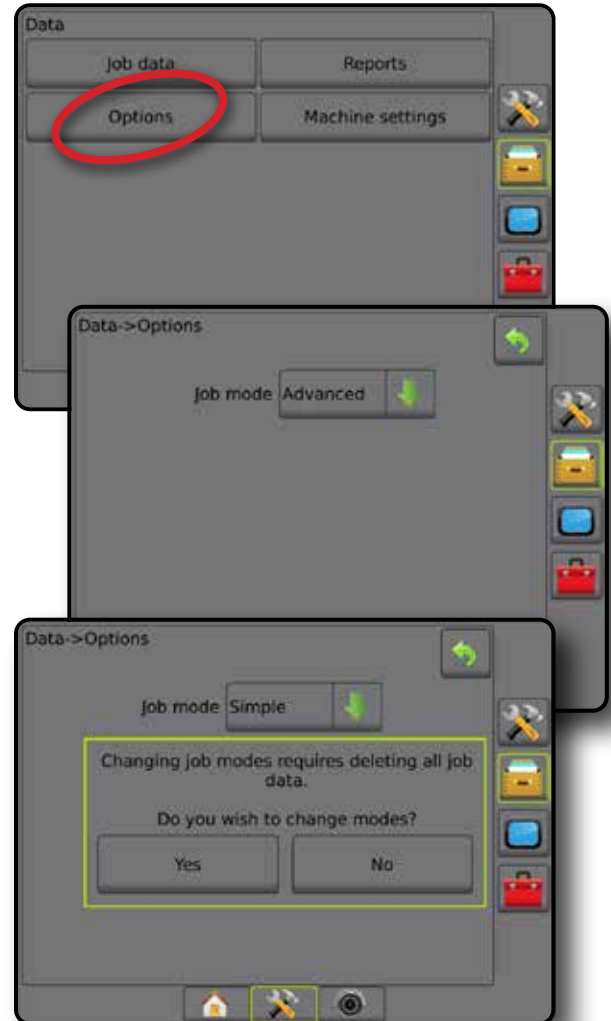 Data
Job data Reports
Options Machine settings
Data->Options
Job mode Advanced
Data->Options
Job mode Simple
Changing job modes requires deleting all job
data.
Do you wish to change modes?
Yes No